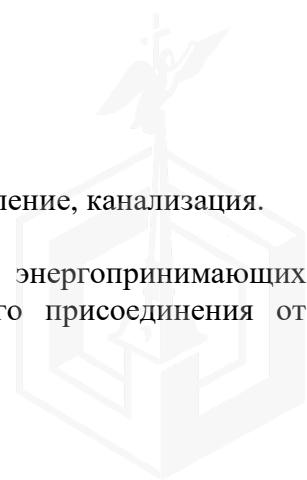 ление, канализация.
энергопринимающих
го присоединения от